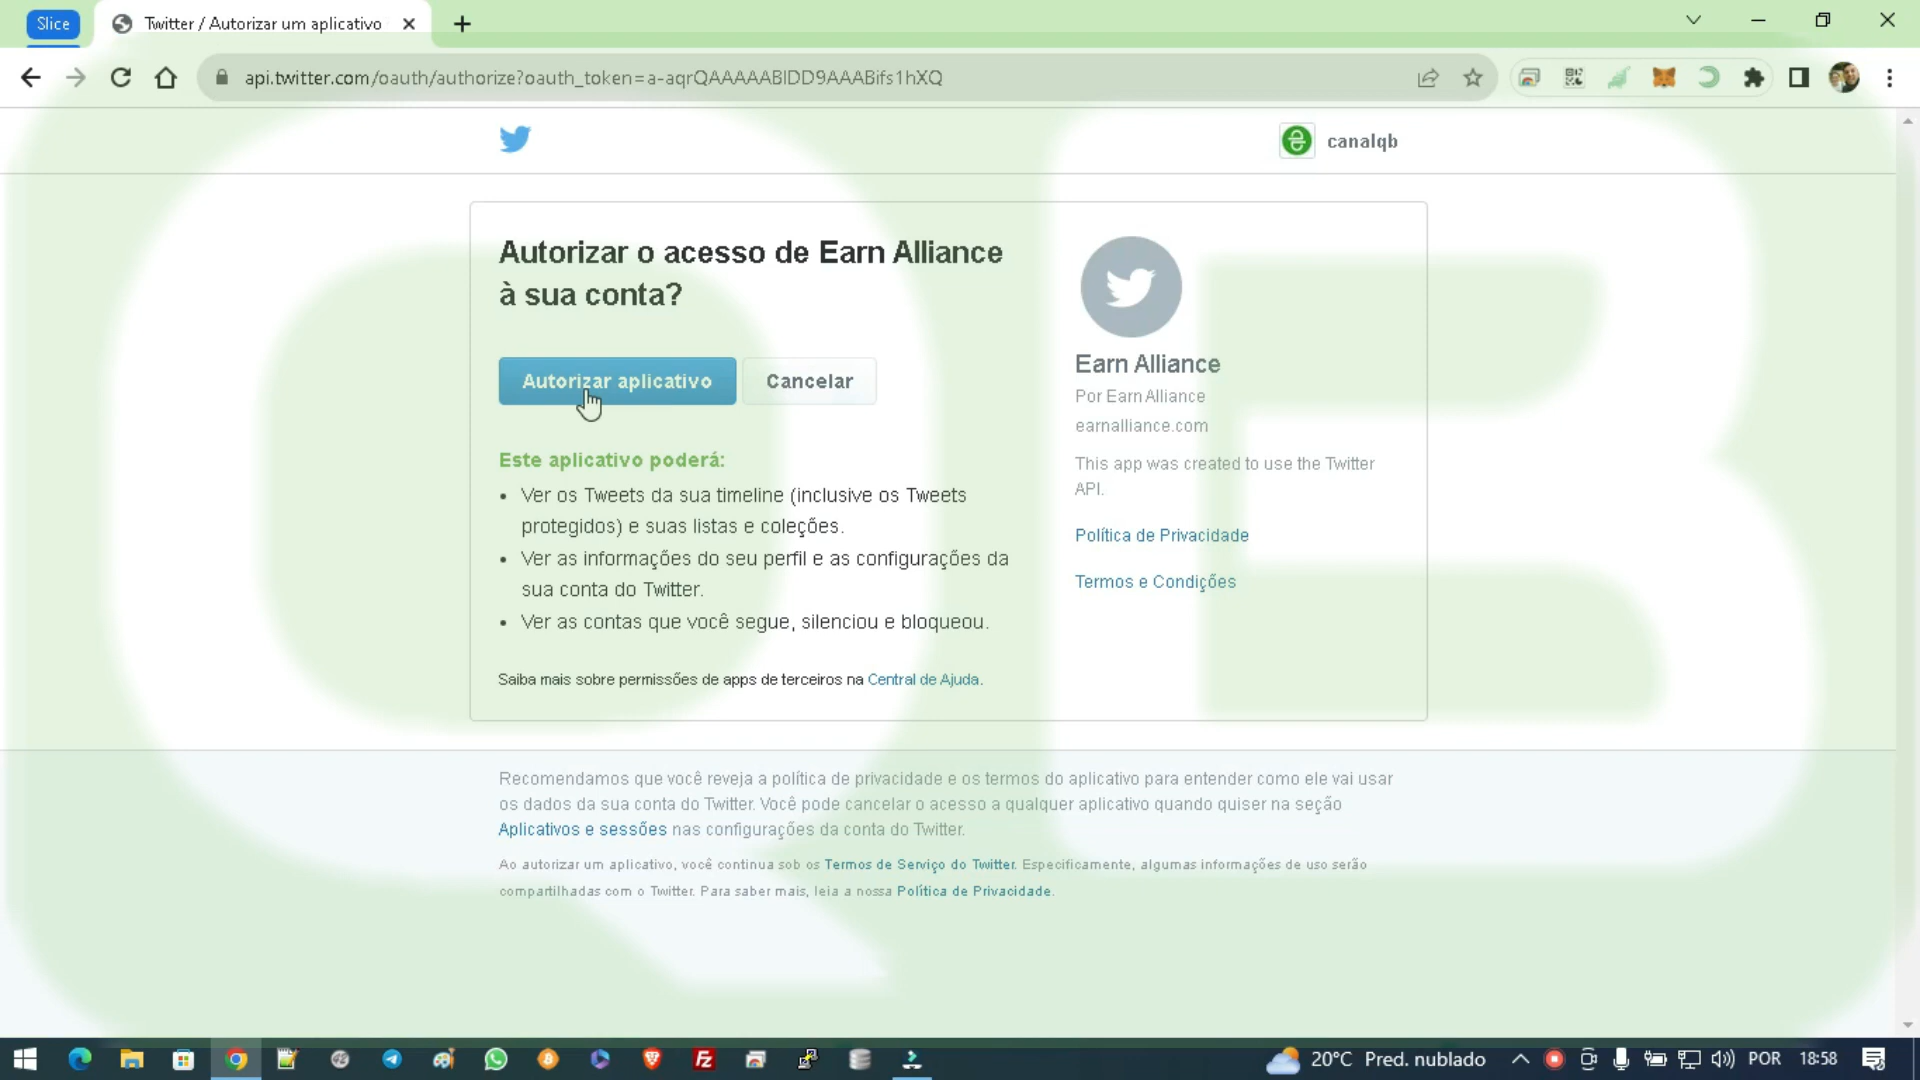 Slice
Twitter / Autorizar um aplicativo
api.twitter.com/oauth/authorize?oauth_token=a-aqrQAAAAABIDD9AAABifs1hXQ
canalqb
Autorizar o acesso de Earn Alliance
à sua conta?
Autorizar aplicativo
Cancelar
Este aplicativo poderá:
Ver os Tweets da sua timeline (inclusive os Tweets
protegidos) e suas listas e coleções.
Ver as informações do seu perfil e as configurações da
sua conta do Twitter.
Ver as contas que você segue, silenciou e bloqueou.
Saiba mais sobre permissões de apps de terceiros na Central de Ajuda.
Earn Alliance
Por Earn Alliance
earnalliance.com
This app was created to use the Twitter
API.
Política de Privacidade
Termos e Condições
Recomendamos que você reveja a política de privacidade e os termos do aplicativo para entender como ele vai usar
os dados da sua conta do Twitter. Você pode cancelar o acesso a qualquer aplicativo quando quiser na seção
Aplicativos e sessões nas configurações da conta do Twitter.
Ao autorizar um aplicativo, você continua sob os Termos de Serviço do Twitter. Especificamente, algumas informações de uso serão
compartilhadas com o Twitter. Para saber mais, leia a nossa Política de Privacidade.
QB
20°C Pred. nublado
POR
18:58